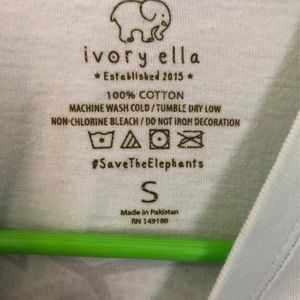 ivory ella
★ Established 2015 ★
100% COTTON
MACHINE WASH COLD / TUMBLE DRY LOW
NON-CHLORINE BLEACH / DO NOT IRON DECORATION
#SaveTheElephants
S
Made in Pakistan
RN 149180